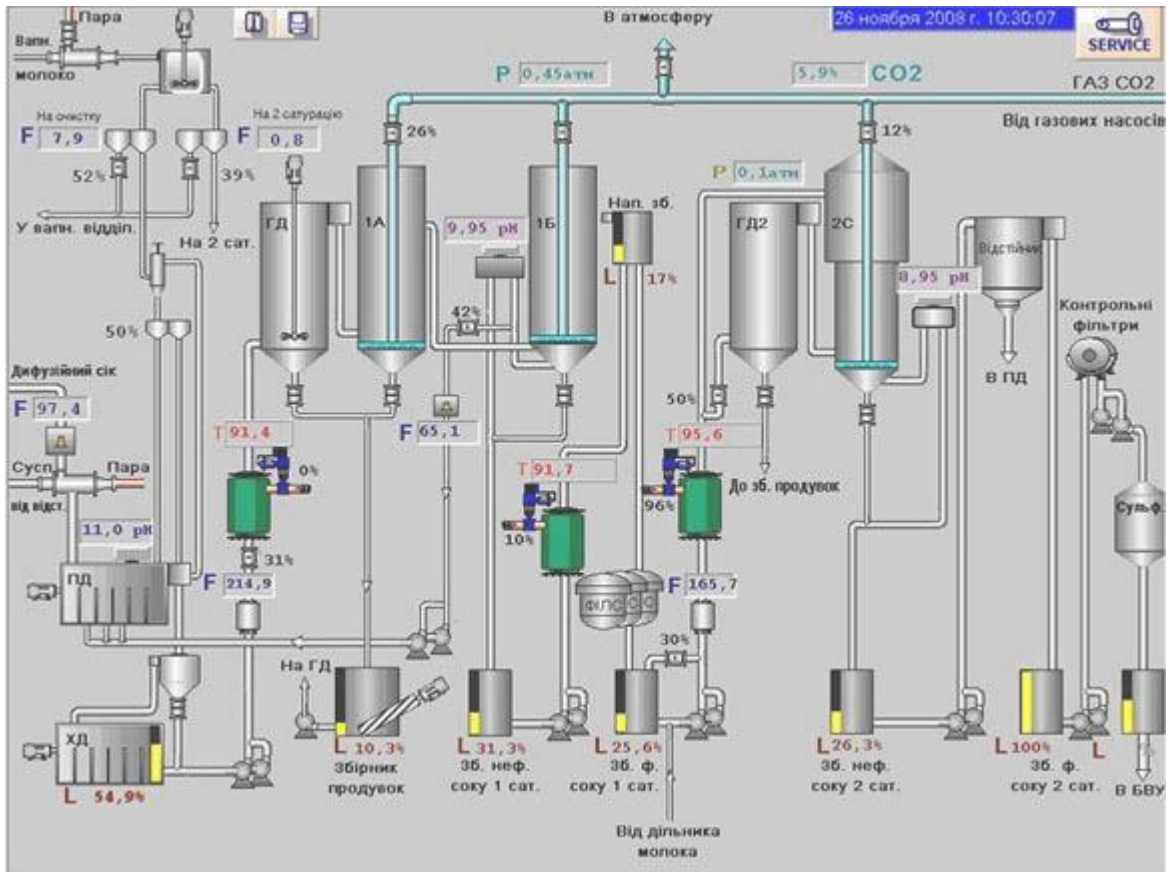 Пара
В атмосферу
26 ноября 2008 г. 10:30:07
SERVICE
Вапн.
молоко
P 0,45атм
5,9% CO2
ГАЗ CO2
Від газових насосів
На очистку
F 7,9
На 2 сатурацію
F 0,8
26%
12%
52%
39%
У вапн. відділ.
На 2 сат.
P 0,1атм
ГД
1А
9,95 pH
1Б
Нап. зб.
L 17%
ГД2
2С
8,95 pH
Відстійник
42%
50%
Контрольні
фільтри
В ПД
Дифузійний сік
F 97,4
T 91,4
F 65,1
50%
T 95,6
Сусп.
Пара
від відст.
0%
T 91,7
96%
До зб. продувок
Сульф.
11,0 pH
10%
31%
ПД
F 214,9
ФІЛС
С
С
F 165,7
30%
На ГД
ХД
L 54,9%
L 10,3%
Збірник
продувок
L 31,3%
Зб. неф.
соку 1 сат.
L 25,6%
Зб. ф.
соку 1 сат.
L 26,3%
Зб. неф.
соку 2 сат.
L 100%
Зб. ф.
соку 2 сат.
L
В БВУ
Від дільника
молока